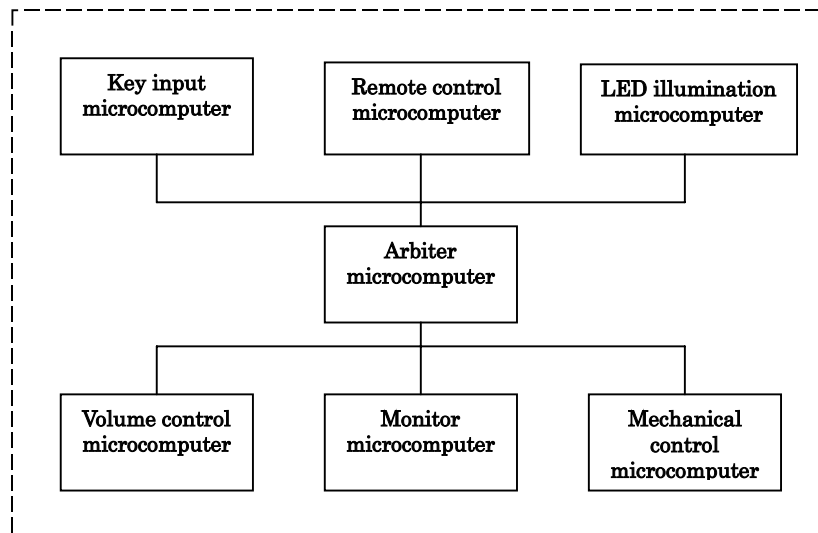 Key input
microcomputer
Remote control
microcomputer
LED illumination
microcomputer
Arbiter
microcomputer
Volume control
microcomputer
Monitor
microcomputer
Mechanical
control
microcomputer